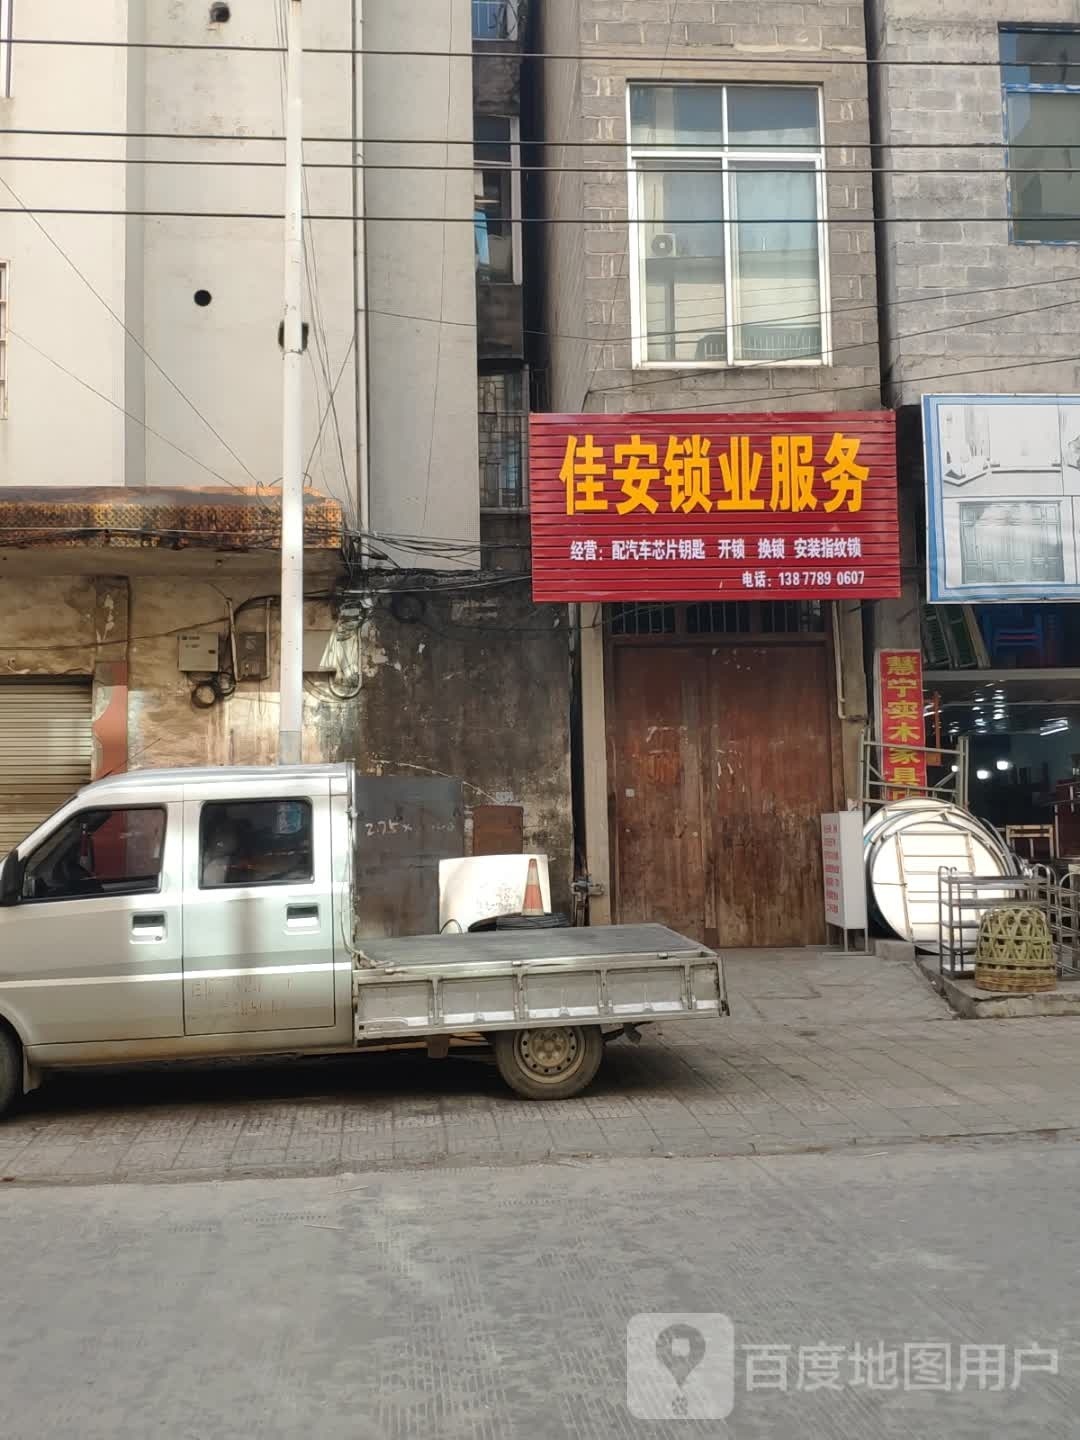 佳安锁业服务
经营：配汽车芯片钥匙 开锁 换锁 安装指纹锁
电话：138 7789 0607
慧宁实木家具
2.75x
百度地图用户